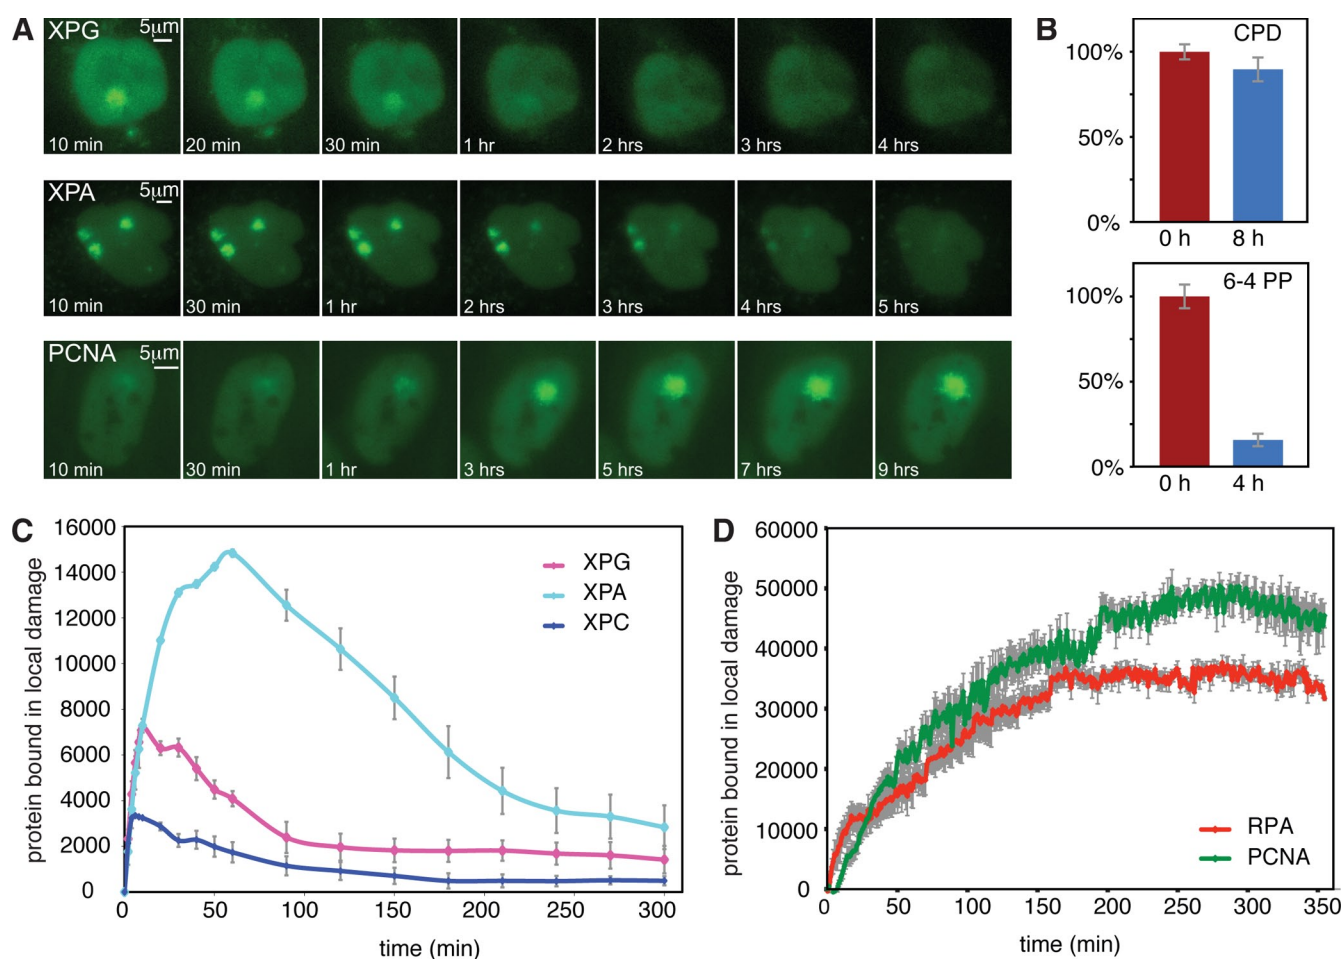 A
XPG
5μm
10 min
20 min
30 min
1 hr
2 hrs
3 hrs
4 hrs
XPA
5μm
10 min
30 min
1 hr
2 hrs
3 hrs
4 hrs
5 hrs
PCNA
5μm
10 min
30 min
1 hr
3 hrs
5 hrs
7 hrs
9 hrs
B
CPD
100%
50%
0%
0 h
8 h
6-4 PP
100%
50%
0%
0 h
4 h
C
protein bound in local damage
16000
14000
12000
10000
8000
6000
4000
2000
0
XPG
XPA
XPC
0
50
100
150
200
250
300
time (min)
D
protein bound in local damage
60000
50000
40000
30000
20000
10000
0
RPA
PCNA
0
50
100
150
200
250
300
350
time (min)